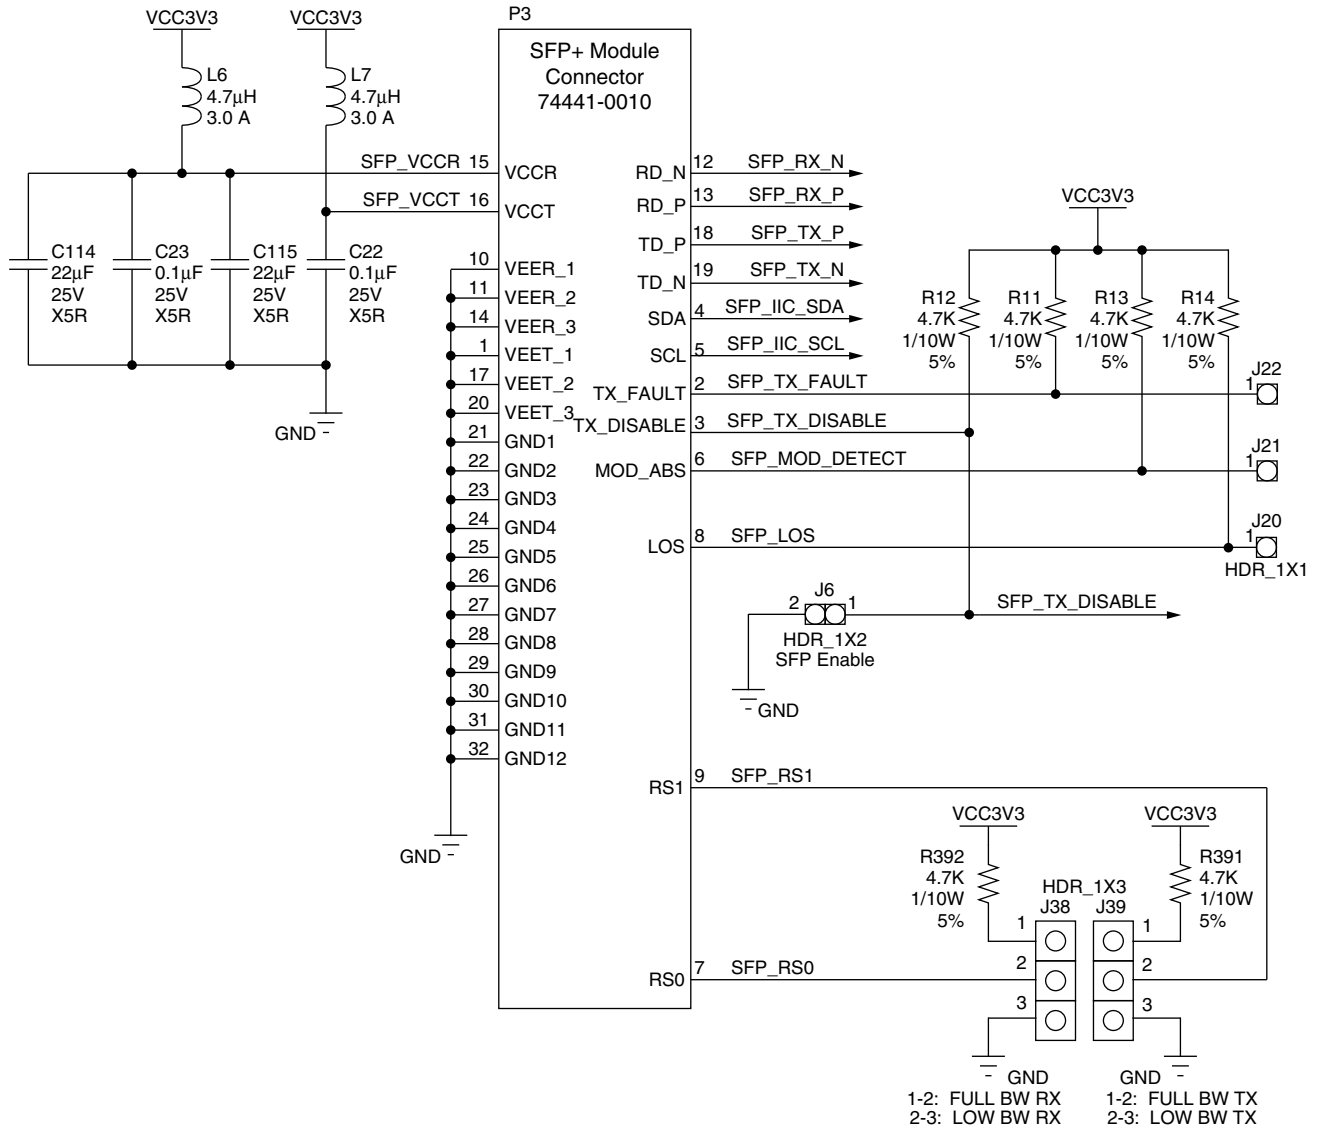 VCC3V3
VCC3V3
P3
SFP+ Module
Connector
74441-0010
L6
4.7µH
3.0 A
L7
4.7µH
3.0 A
SFP_VCCR 15 VCCR
SFP_VCCT 16 VCCT
C114
22µF
25V
X5R
C23
0.1µF
25V
X5R
C115
22µF
25V
X5R
C22
0.1µF
25V
X5R
GND
10 VEER_1
11 VEER_2
14 VEER_3
1 VEET_1
17 VEET_2
20 VEET_3
21 GND1
22 GND2
23 GND3
24 GND4
25 GND5
26 GND6
27 GND7
28 GND8
29 GND9
30 GND10
31 GND11
32 GND12
GND
RD_N 12 SFP_RX_N
RD_P 13 SFP_RX_P
TD_P 18 SFP_TX_P
TD_N 19 SFP_TX_N
SDA 4 SFP_IIC_SDA
SCL 5 SFP_IIC_SCL
TX_FAULT 2 SFP_TX_FAULT
TX_DISABLE 3 SFP_TX_DISABLE
MOD_ABS 6 SFP_MOD_DETECT
LOS 8 SFP_LOS
VCC3V3
R12
4.7K
1/10W
5%
R11
4.7K
1/10W
5%
R13
4.7K
1/10W
5%
R14
4.7K
1/10W
5%
J22
1
J21
1
J20
1
HDR_1X1
J6
2 1
HDR_1X2
SFP Enable
SFP_TX_DISABLE
GND
RS1 9 SFP_RS1
RS0 7 SFP_RS0
VCC3V3
VCC3V3
R392
4.7K
1/10W
5%
R391
4.7K
1/10W
5%
HDR_1X3
J38 J39
1 1
2 2
3 3
GND
GND
1-2: FULL BW RX
2-3: LOW BW RX
1-2: FULL BW TX
2-3: LOW BW TX